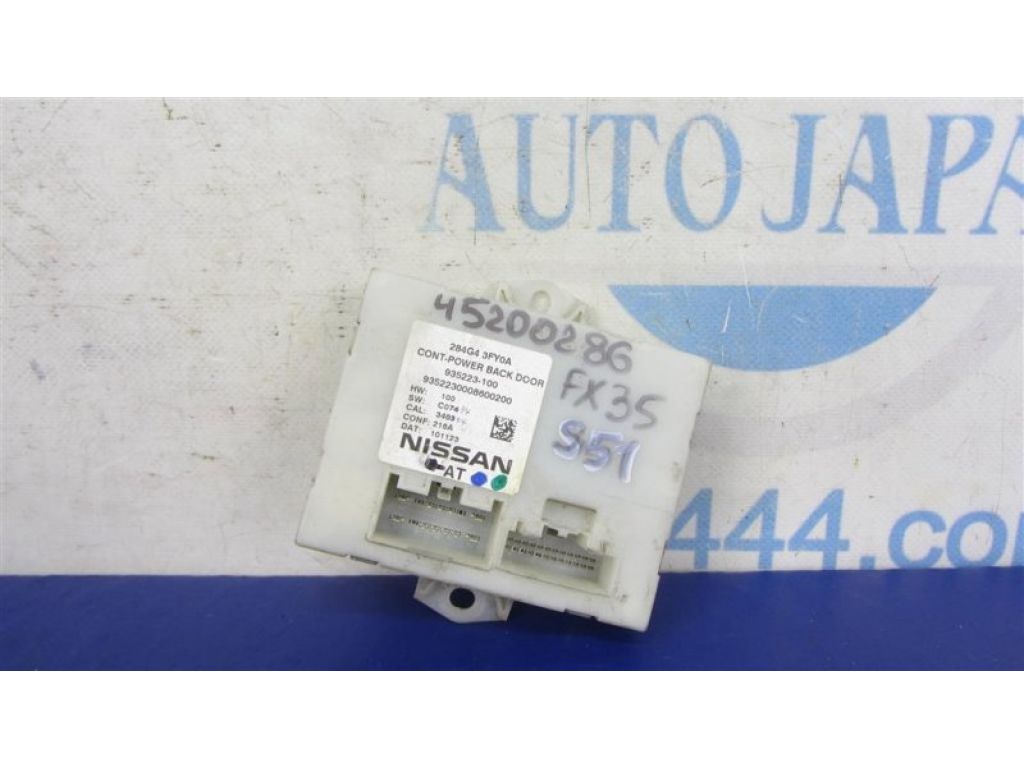 AUTO JAPA
45200286
FX35
S51
284G4 3FY0A
CONT-POWER BACK DOOR
935223-100
9352230008600200
HW: 100
SW: C074
CAL:
CONF: 216A
DAT: 101123
NISSAN
AT
444.co